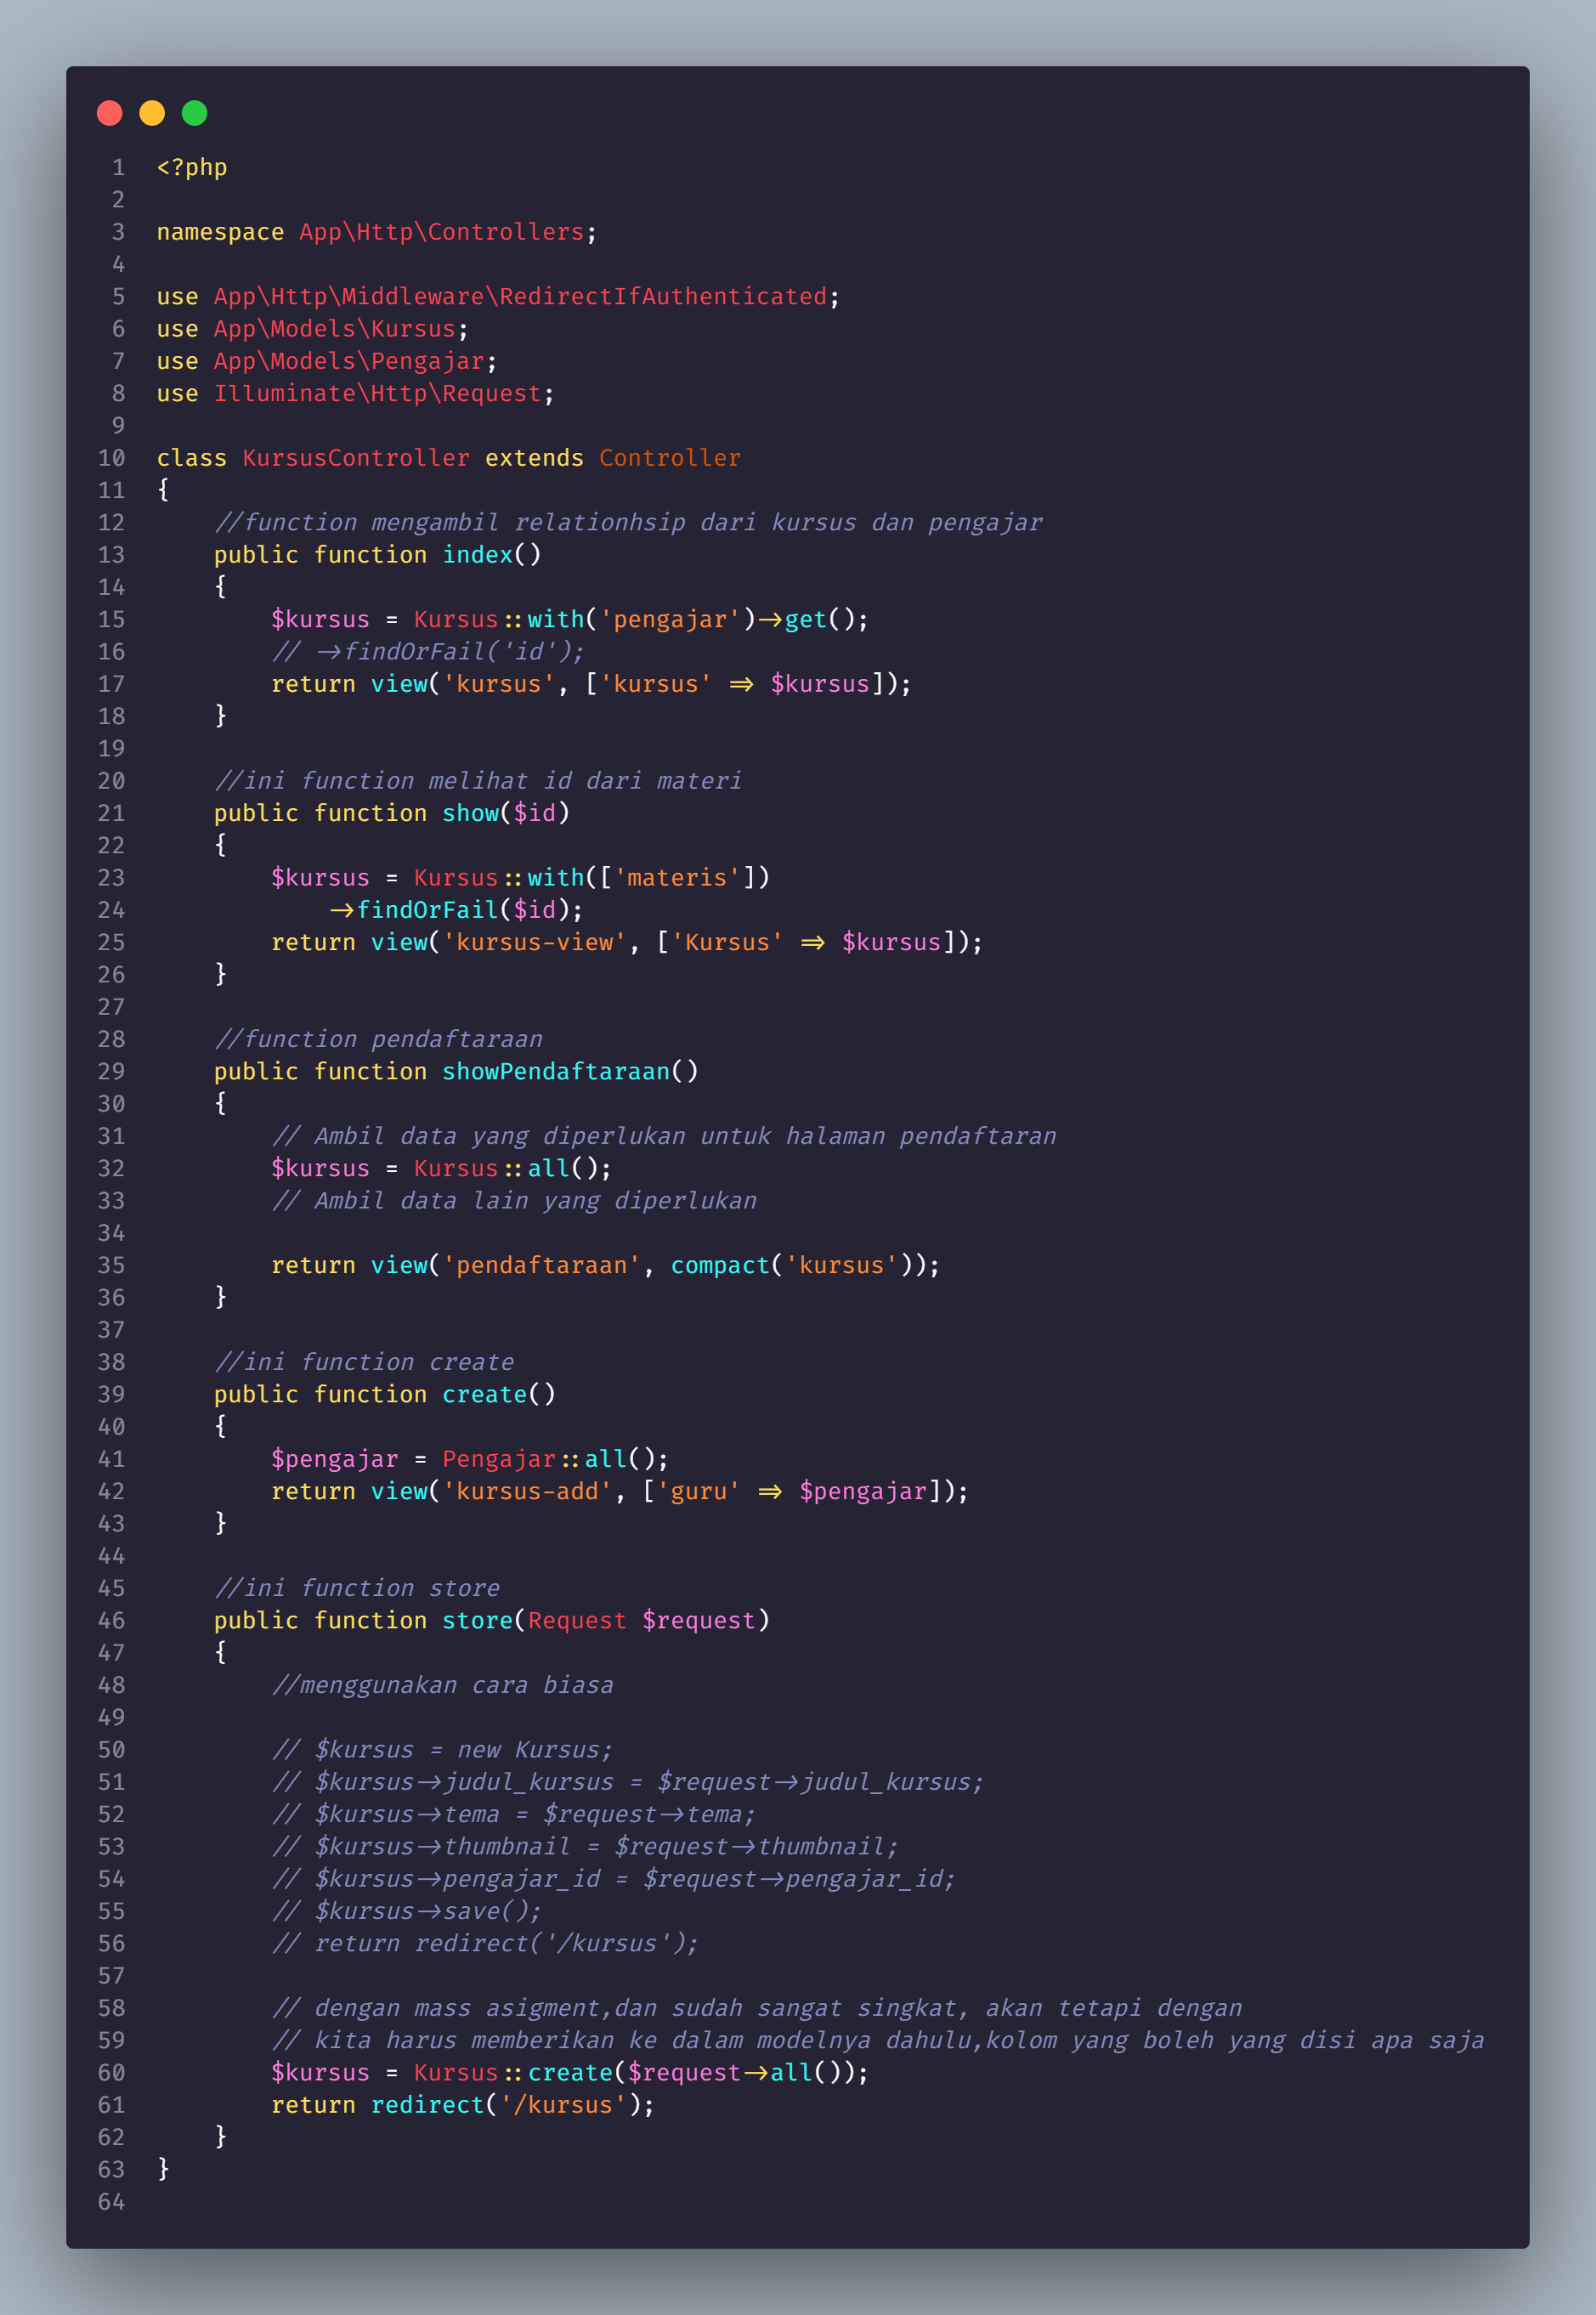 1 <?php
2
3 namespace App\Http\Controllers;
4
5 use App\Http\Middleware\RedirectIfAuthenticated;
6 use App\Models\Kursus;
7 use App\Models\Pengajar;
8 use Illuminate\Http\Request;
9
10 class KursusController extends Controller
11 {
12     //function mengambil relationhsip dari kursus dan pengajar
13     public function index()
14     {
15         $kursus = Kursus::with('pengajar')->get();
16         // ->findOrFail('id');
17         return view('kursus', ['kursus' => $kursus]);
18     }
19
20     //ini function melihat id dari materi
21     public function show($id)
22     {
23         $kursus = Kursus::with(['materis'])
24             ->findOrFail($id);
25         return view('kursus-view', ['Kursus' => $kursus]);
26     }
27
28     //function pendaftaraan
29     public function showPendaftaraan()
30     {
31         // Ambil data yang diperlukan untuk halaman pendaftaran
32         $kursus = Kursus::all();
33         // Ambil data lain yang diperlukan
34
35         return view('pendaftaraan', compact('kursus'));
36     }
37
38     //ini function create
39     public function create()
40     {
41         $pengajar = Pengajar::all();
42         return view('kursus-add', ['guru' => $pengajar]);
43     }
44
45     //ini function store
46     public function store(Request $request)
47     {
48         //menggunakan cara biasa
49
50         // $kursus = new Kursus;
51         // $kursus->judul_kursus = $request->judul_kursus;
52         // $kursus->tema = $request->tema;
53         // $kursus->thumbnail = $request->thumbnail;
54         // $kursus->pengajar_id = $request->pengajar_id;
55         // $kursus->save();
56         // return redirect('/kursus');
57
58         // dengan mass asigment,dan sudah sangat singkat, akan tetapi dengan
59         // kita harus memberikan ke dalam modelnya dahulu,kolom yang boleh yang disi apa saja
60         $kursus = Kursus::create($request->all());
61         return redirect('/kursus');
62     }
63 }
64